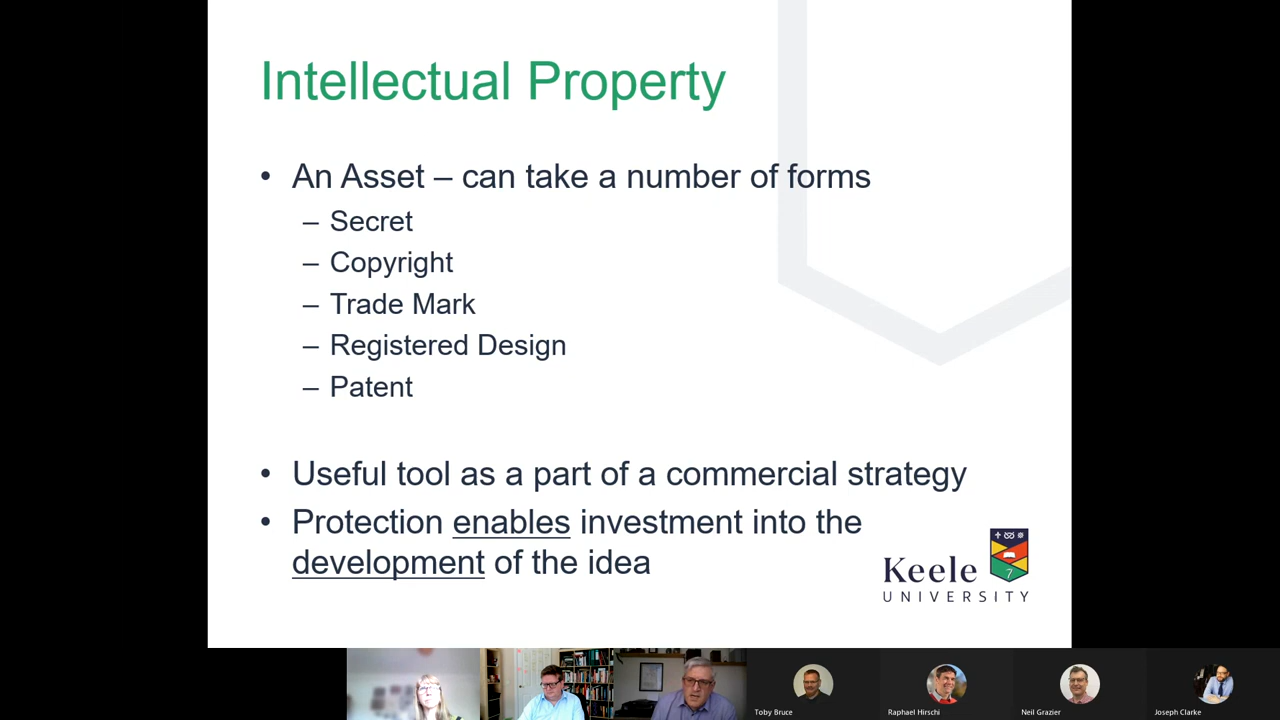 Intellectual Property
• An Asset – can take a number of forms
– Secret
– Copyright
– Trade Mark
– Registered Design
– Patent
• Useful tool as a part of a commercial strategy
• Protection enables investment into the
development of the idea
Keele
UNIVERSITY
Toby Bruce
Raphael Hirschi
Neil Grazier
Joseph Clarke